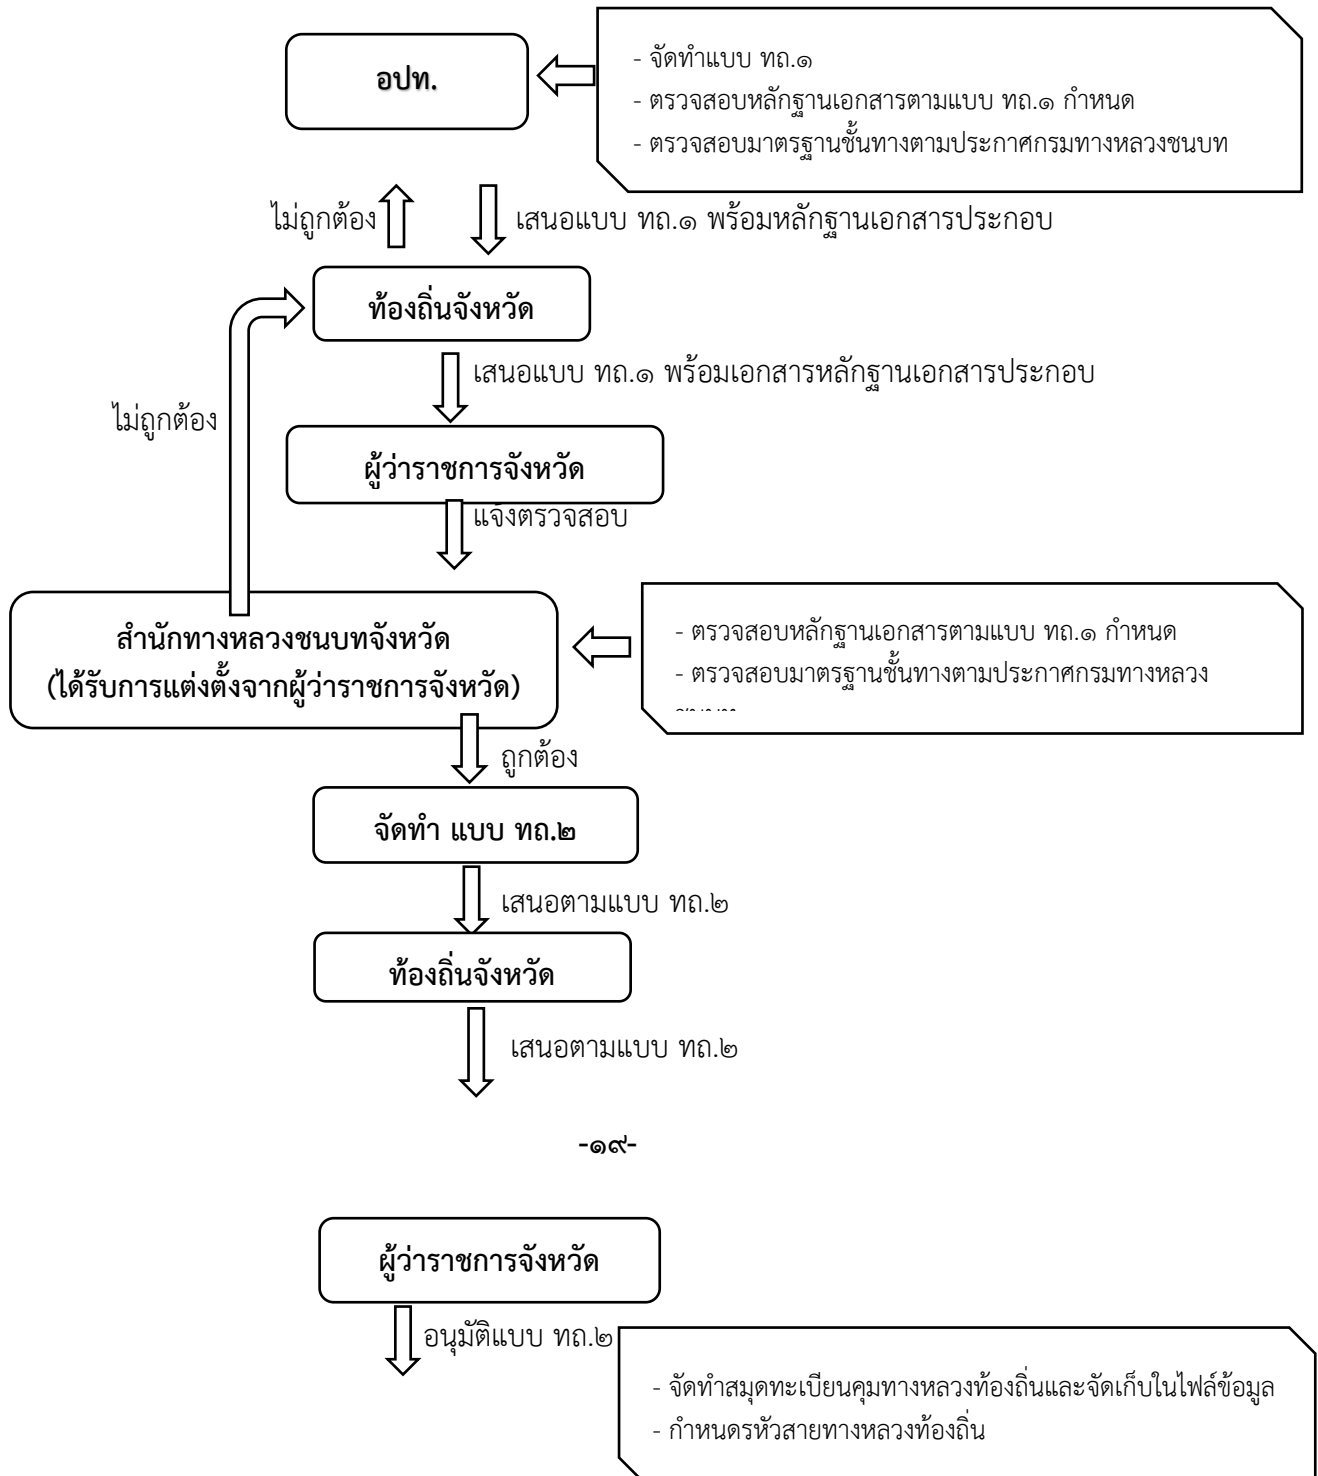 อปท.
- จัดทำแบบ ทถ.๑
- ตรวจสอบหลักฐานเอกสารตามแบบ ทถ.๑ กำหนด
- ตรวจสอบมาตรฐานชั้นทางตามประกาศกรมทางหลวงชนบท
ไม่ถูกต้อง
เสนอแบบ ทถ.๑ พร้อมหลักฐานเอกสารประกอบ
ท้องถิ่นจังหวัด
เสนอแบบ ทถ.๑ พร้อมเอกสารหลักฐานเอกสารประกอบ
ไม่ถูกต้อง
ผู้ว่าราชการจังหวัด
แจ้งตรวจสอบ
สำนักทางหลวงชนบทจังหวัด
(ได้รับการแต่งตั้งจากผู้ว่าราชการจังหวัด)
- ตรวจสอบหลักฐานเอกสารตามแบบ ทถ.๑ กำหนด
- ตรวจสอบมาตรฐานชั้นทางตามประกาศกรมทางหลวง
ถูกต้อง
จัดทำ แบบ ทถ.๒
เสนอตามแบบ ทถ.๒
ท้องถิ่นจังหวัด
เสนอตามแบบ ทถ.๒
-๑๙-
ผู้ว่าราชการจังหวัด
อนุมัติแบบ ทถ.๒
- จัดทำสมุดทะเบียนคุมทางหลวงท้องถิ่นและจัดเก็บในไฟล์ข้อมูล
- กำหนดรหัวสายทางหลวงท้องถิ่น